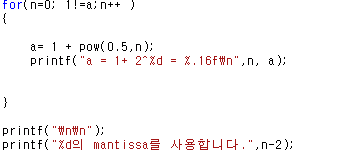 for(n=0; 1!=a;n++ )
{
a= 1 + pow(0.5,n);
printf("a = 1+ 2^%d = %.16f₩n",n, a);
}
printf("₩n₩n");
printf("%d의 mantissa를 사용합니다.",n-2);